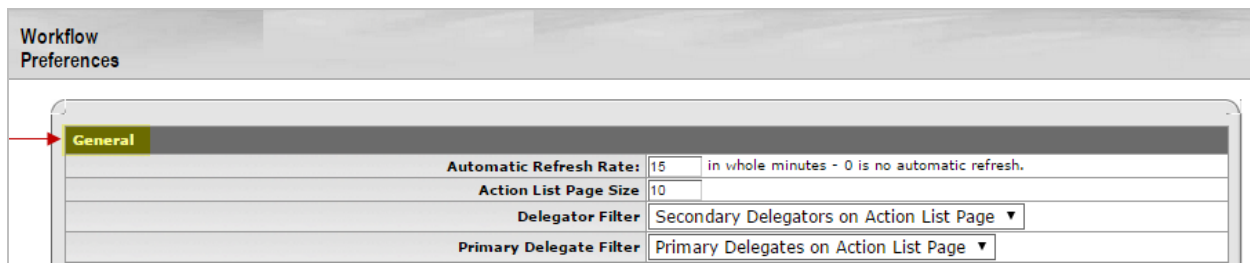 Workflow
Preferences
General
Automatic Refresh Rate: 15 in whole minutes - 0 is no automatic refresh.
Action List Page Size 10
Delegator Filter Secondary Delegators on Action List Page
Primary Delegate Filter Primary Delegates on Action List Page